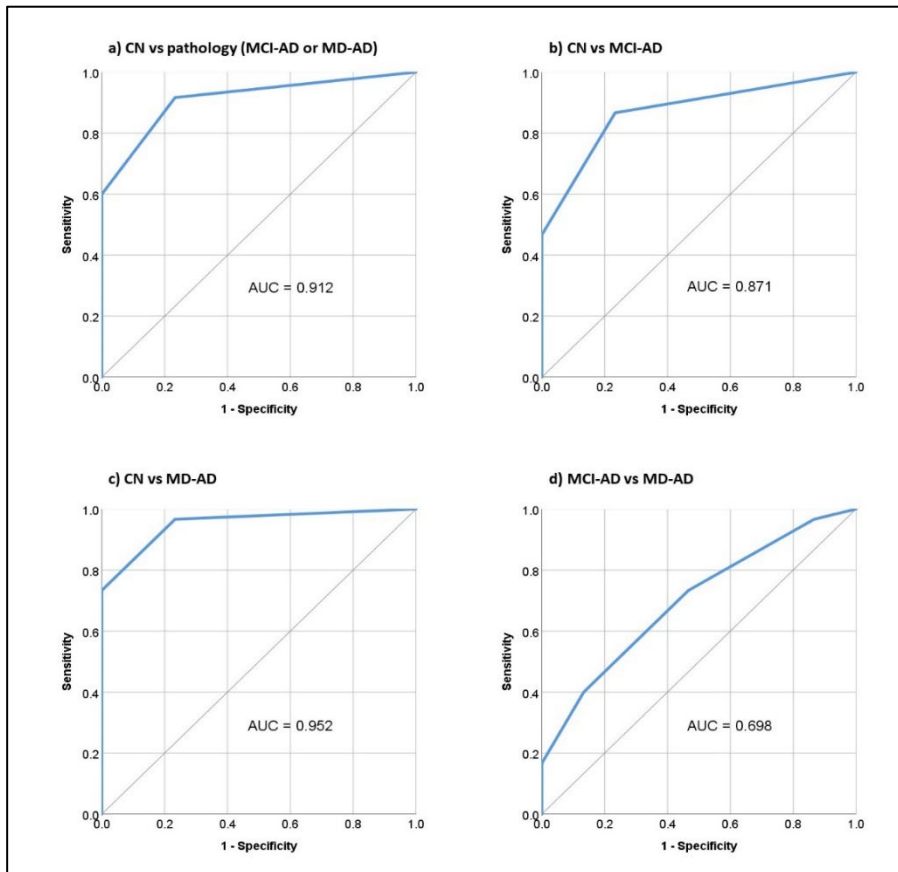 a) CN vs pathology (MCI-AD or MD-AD)
1.0
0.8
0.6
0.4
0.2
0.0
Sensitivity
AUC = 0.912
0.0 0.2 0.4 0.6 0.8 1.0
1 - Specificity
b) CN vs MCI-AD
1.0
0.8
0.6
0.4
0.2
0.0
Sensitivity
AUC = 0.871
0.0 0.2 0.4 0.6 0.8 1.0
1 - Specificity
c) CN vs MD-AD
1.0
0.8
0.6
0.4
0.2
0.0
Sensitivity
AUC = 0.952
0.0 0.2 0.4 0.6 0.8 1.0
1 - Specificity
d) MCI-AD vs MD-AD
1.0
0.8
0.6
0.4
0.2
0.0
Sensitivity
AUC = 0.698
0.0 0.2 0.4 0.6 0.8 1.0
1 - Specificity